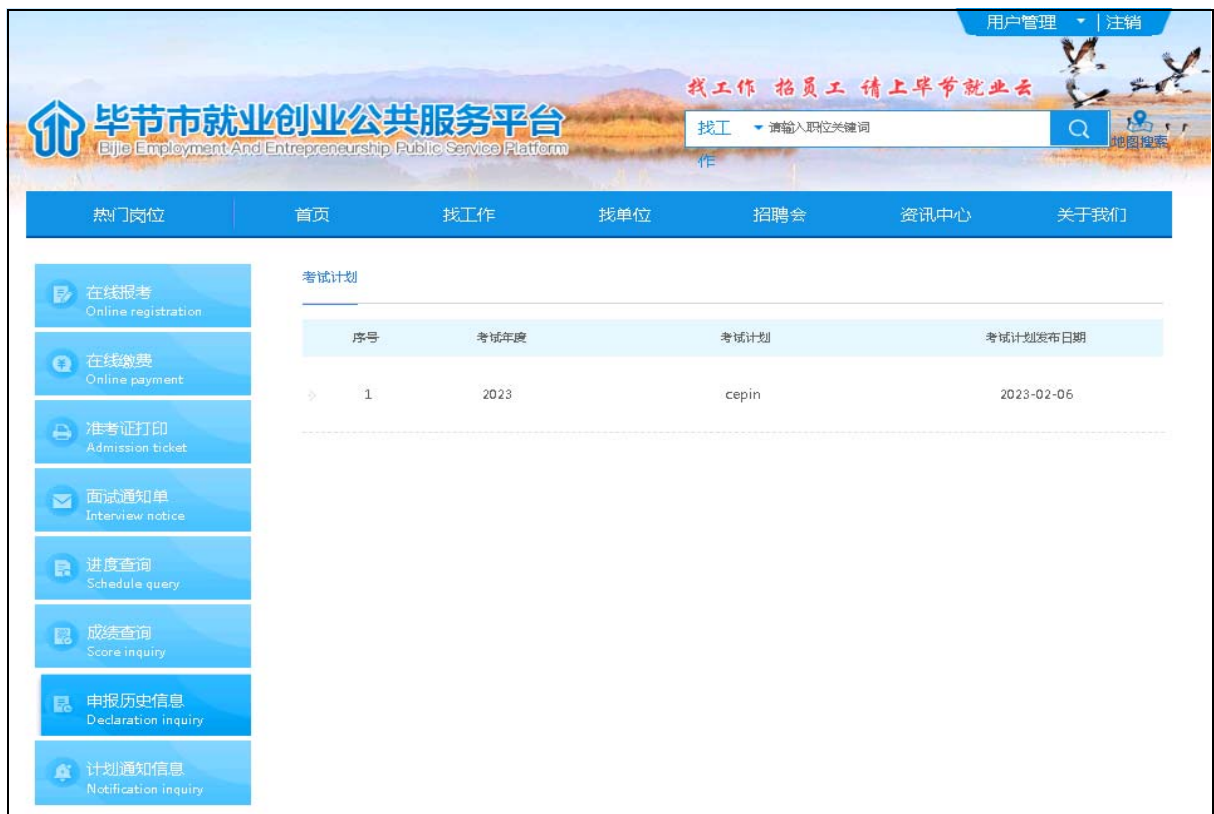 用户管理 | 注销
找工作 招员工 请上毕节就业云
毕节市就业创业公共服务平台
Bijie Employment And Entrepreneurship Public Service Platform
找工作 请输入职位关键词
地图搜索
热门岗位 首页 找工作 找单位 招聘会 资讯中心 关于我们
在线报考
Online registration
在线缴费
Online payment
准考证打印
Admission ticket
面试通知单
Interview notice
进度查询
Schedule query
成绩查询
Score inquiry
申报历史信息
Declaration inquiry
计划通知信息
Notification inquiry
考试计划
序号 考试年度 考试计划 考试计划发布日期
1 2023 cepin 2023-02-06